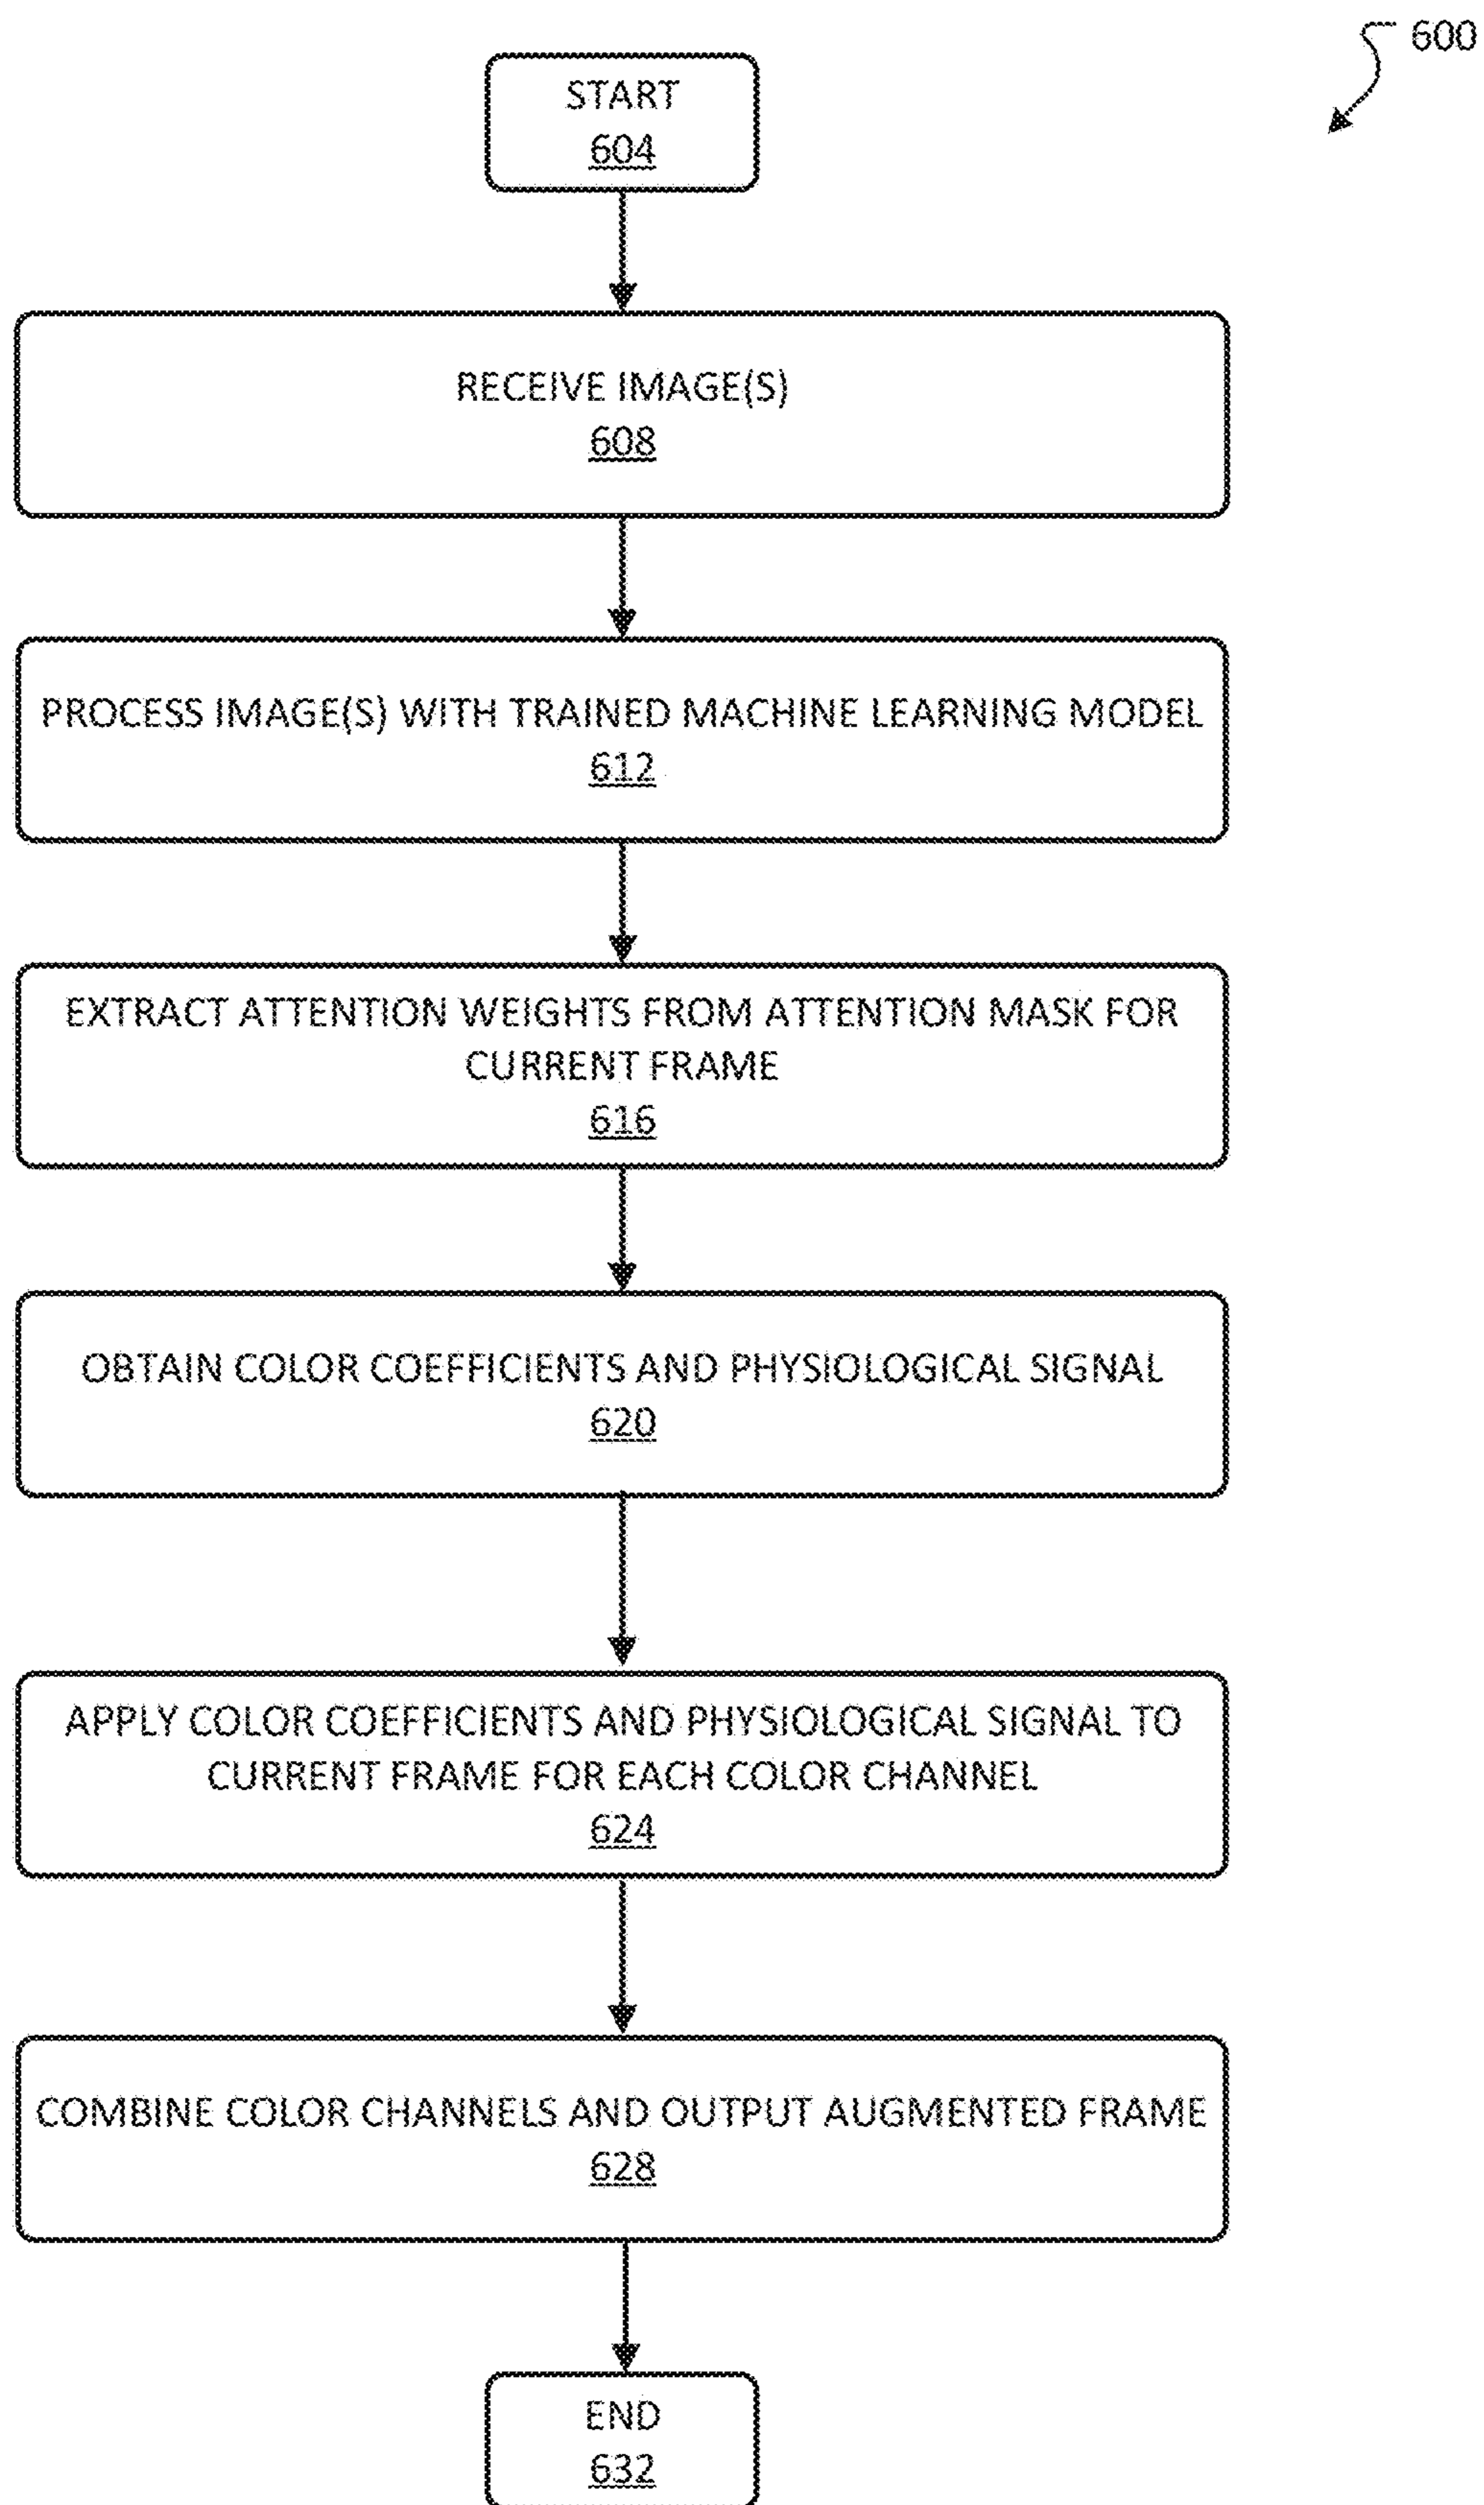 600
START
604
RECEIVE IMAGE(S)
608
PROCESS IMAGE(S) WITH TRAINED MACHINE LEARNING MODEL
612
EXTRACT ATTENTION WEIGHTS FROM ATTENTION MASK FOR
CURRENT FRAME
616
OBTAIN COLOR COEFFICIENTS AND PHYSIOLOGICAL SIGNAL
620
APPLY COLOR COEFFICIENTS AND PHYSIOLOGICAL SIGNAL TO
CURRENT FRAME FOR EACH COLOR CHANNEL
624
COMBINE COLOR CHANNELS AND OUTPUT AUGMENTED FRAME
628
END
632